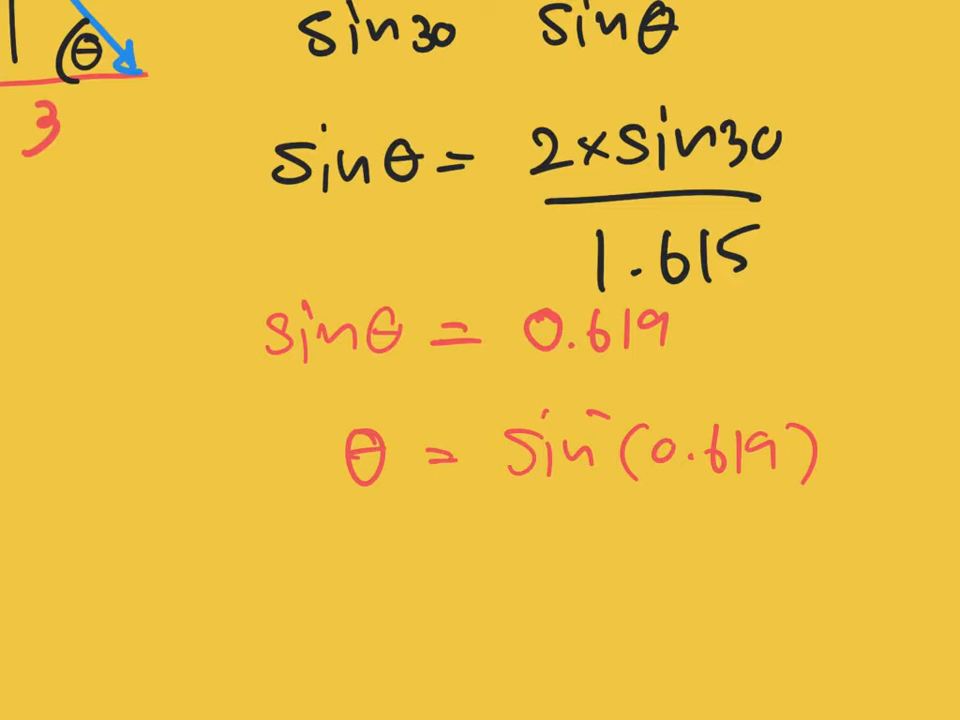 sin30 sinθ
θ
3
sinθ = 2×sin30
1.615
sinθ = 0.619
θ = sin⁻(0.619)